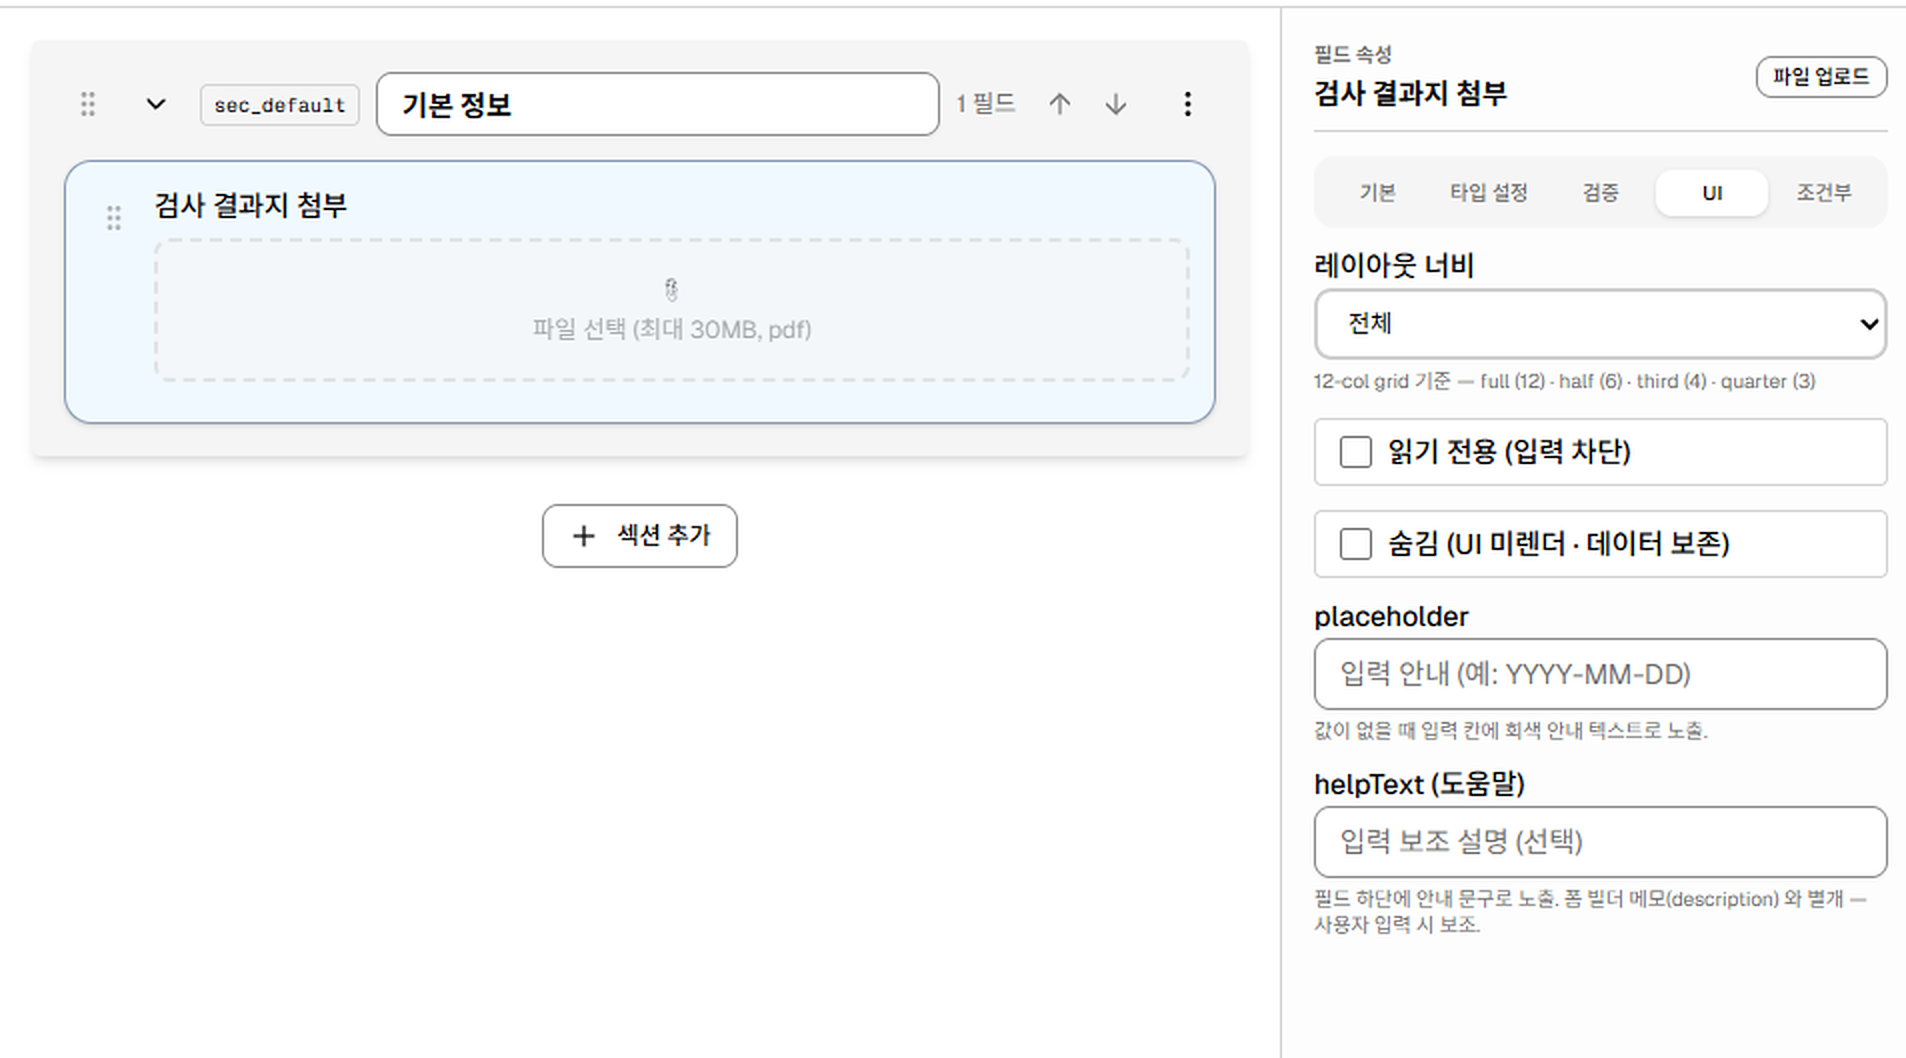 sec_default
기본 정보
1 필드
검사 결과지 첨부
파일 선택 (최대 30MB, pdf)
섹션 추가
필드 속성
검사 결과지 첨부
파일 업로드
기본
타입 설정
검증
UI
조건부
레이아웃 너비
전체
12-col grid 기준 — full (12) · half (6) · third (4) · quarter (3)
읽기 전용 (입력 차단)
숨김 (UI 미렌더 · 데이터 보존)
placeholder
입력 안내 (예: YYYY-MM-DD)
값이 없을 때 입력 칸에 회색 안내 텍스트로 노출.
helpText (도움말)
입력 보조 설명 (선택)
필드 하단에 안내 문구로 노출. 폼 빌더 메모(description) 와 별개 —
사용자 입력 시 보조.